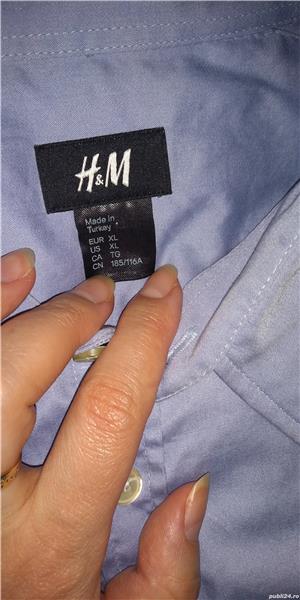 H&M
Made in
Turkey
EUR XL
US XL
CA TG
CN 185/116A
publi24.ro